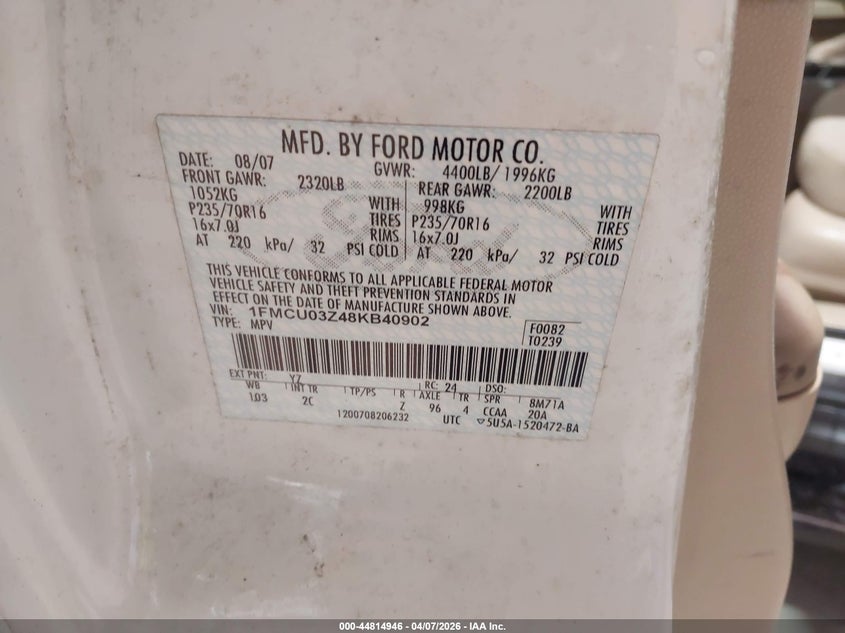 MFD. BY FORD MOTOR CO.
DATE: 08/07 GVWR: 4400LB/ 1996KG
FRONT GAWR: 2320LB REAR GAWR: 2200LB
1052KG WITH 998KG WITH
P235/70R16 TIRES P235/70R16 TIRES
16x7.0J RIMS 16x7.0J RIMS
AT 220 kPa/ 32 PSI COLD AT 220 kPa/ 32 PSI COLD
THIS VEHICLE CONFORMS TO ALL APPLICABLE FEDERAL MOTOR
VEHICLE SAFETY AND THEFT PREVENTION STANDARDS IN
EFFECT ON THE DATE OF MANUFACTURE SHOWN ABOVE.
VIN: 1FMCU03Z48KB40902
TYPE: MPV
F0082
T0239
EXT PNT: YZ RC: 24 DSO:
WB INT TR TP/PS R AXLE TR SPR 8M71A
103 2C Z 96 4 CCAA 20A
1200708206232 UTC 5U5A-1520472-BA
000-44814946 - 04/07/2026 - IAA Inc.